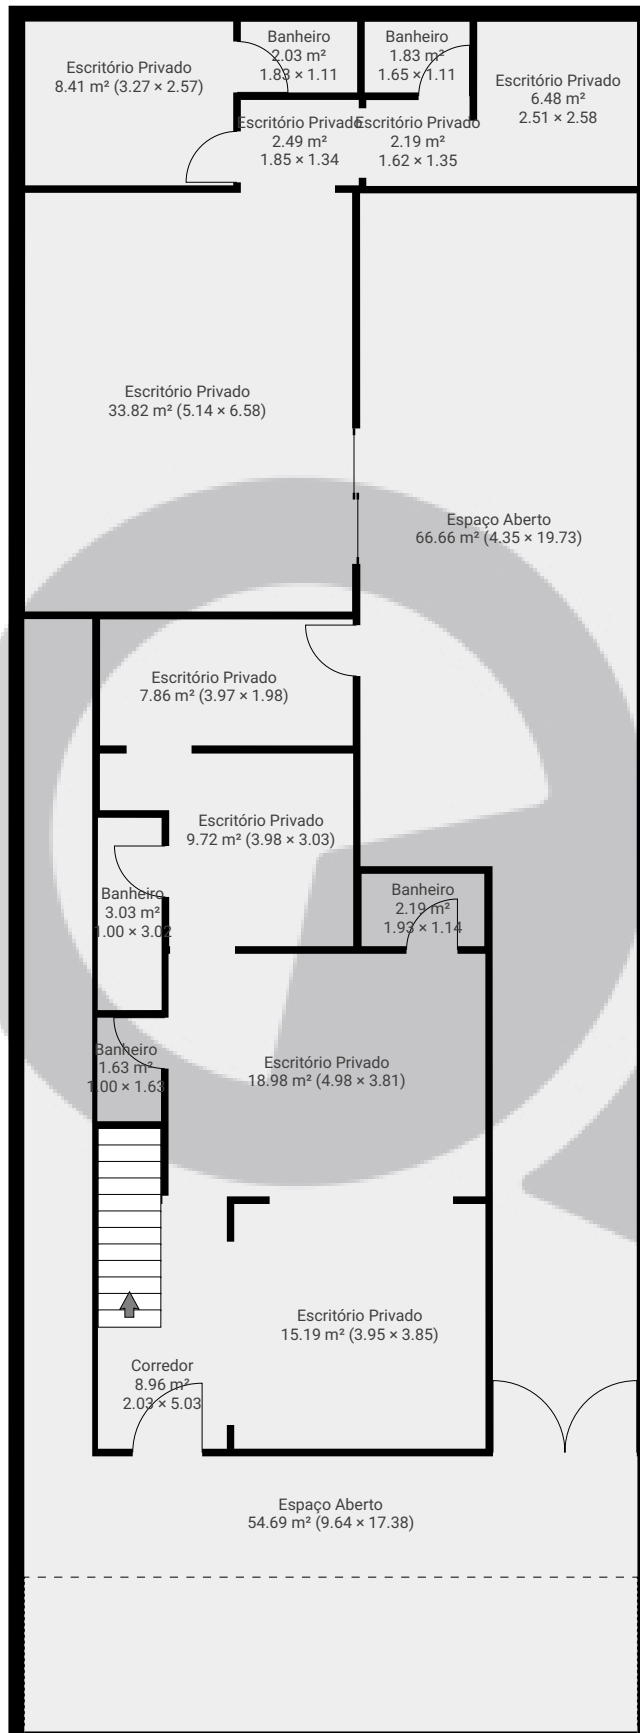 Escritório Privado
8.41 m² (3.27 × 2.57)
Banheiro
2.03 m²
1.83 × 1.11
Banheiro
1.83 m²
1.65 × 1.11
Escritório Privado
6.48 m²
2.51 × 2.58
Escritório Privado
2.49 m²
1.85 × 1.34
Escritório Privado
2.19 m²
1.62 × 1.35
Escritório Privado
33.82 m² (5.14 × 6.58)
Espaço Aberto
66.66 m² (4.35 × 19.73)
Escritório Privado
7.86 m² (3.97 × 1.98)
Escritório Privado
9.72 m² (3.98 × 3.03)
Banheiro
3.03 m²
1.00 × 3.02
Banheiro
2.19 m²
1.93 × 1.14
Banheiro
1.63 m²
1.00 × 1.63
Escritório Privado
18.98 m² (4.98 × 3.81)
Escritório Privado
15.19 m² (3.95 × 3.85)
Corredor
8.96 m²
2.03 × 5.03
Espaço Aberto
54.69 m² (9.64 × 17.38)